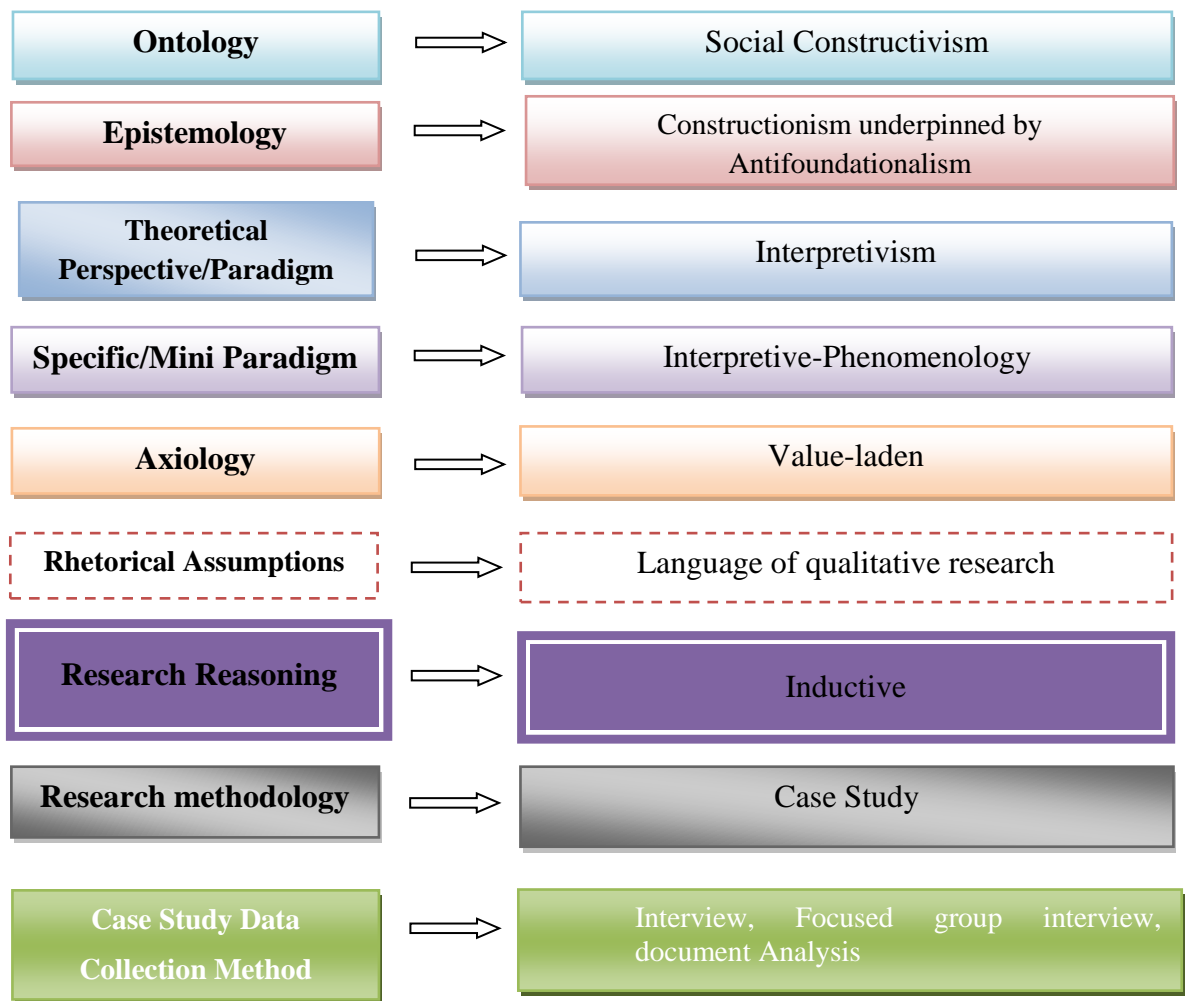 Ontology
Social Constructivism
Epistemology
Constructionism underpinned by
Antifoundationalism
Theoretical
Perspective/Paradigm
Interpretivism
Specific/Mini Paradigm
Interpretive-Phenomenology
Axiology
Value-laden
Rhetorical Assumptions
Language of qualitative research
Research Reasoning
Inductive
Research methodology
Case Study
Case Study Data
Collection Method
Interview, Focused group interview,
document Analysis